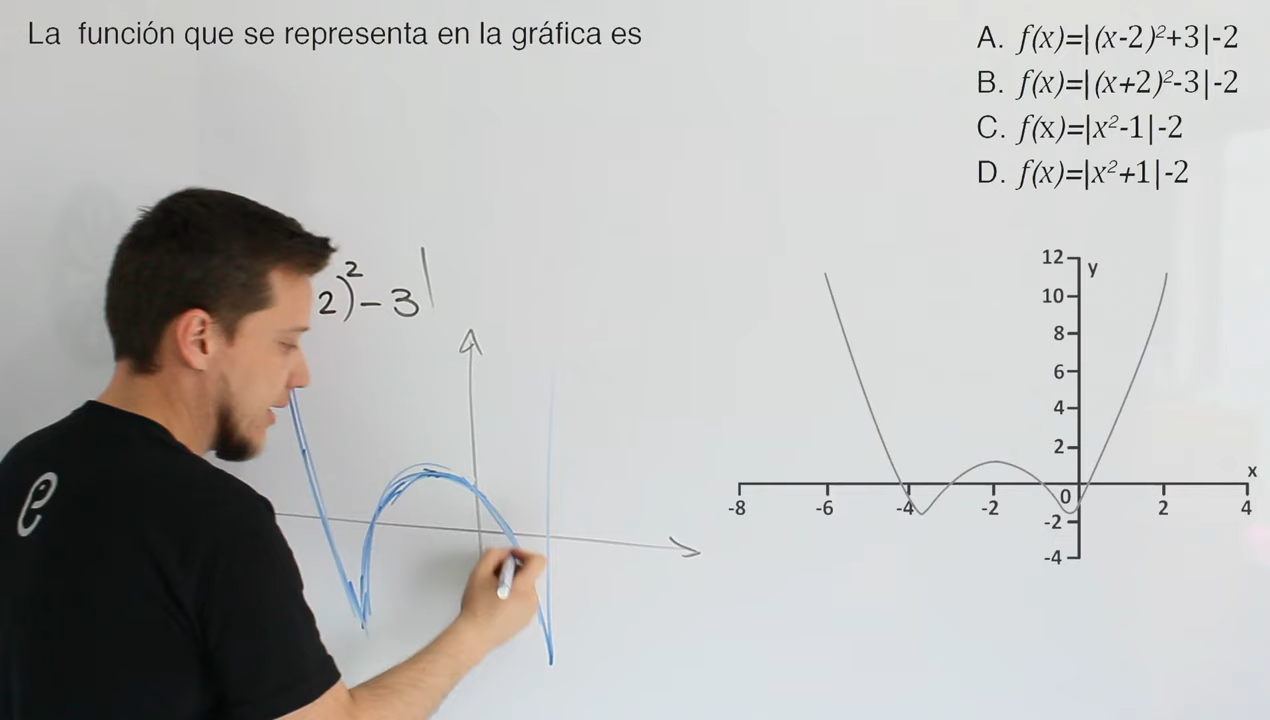 La función que se representa en la gráfica es
A. f(x)=|(x-2)²+3|-2
B. f(x)=|(x+2)²-3|-2
C. f(x)=|x²-1|-2
D. f(x)=|x²+1|-2
2)² - 3|
e
12 y
10
8
6
4
2
x
-8 -6 -4 -2 0 2 4
-2
-4